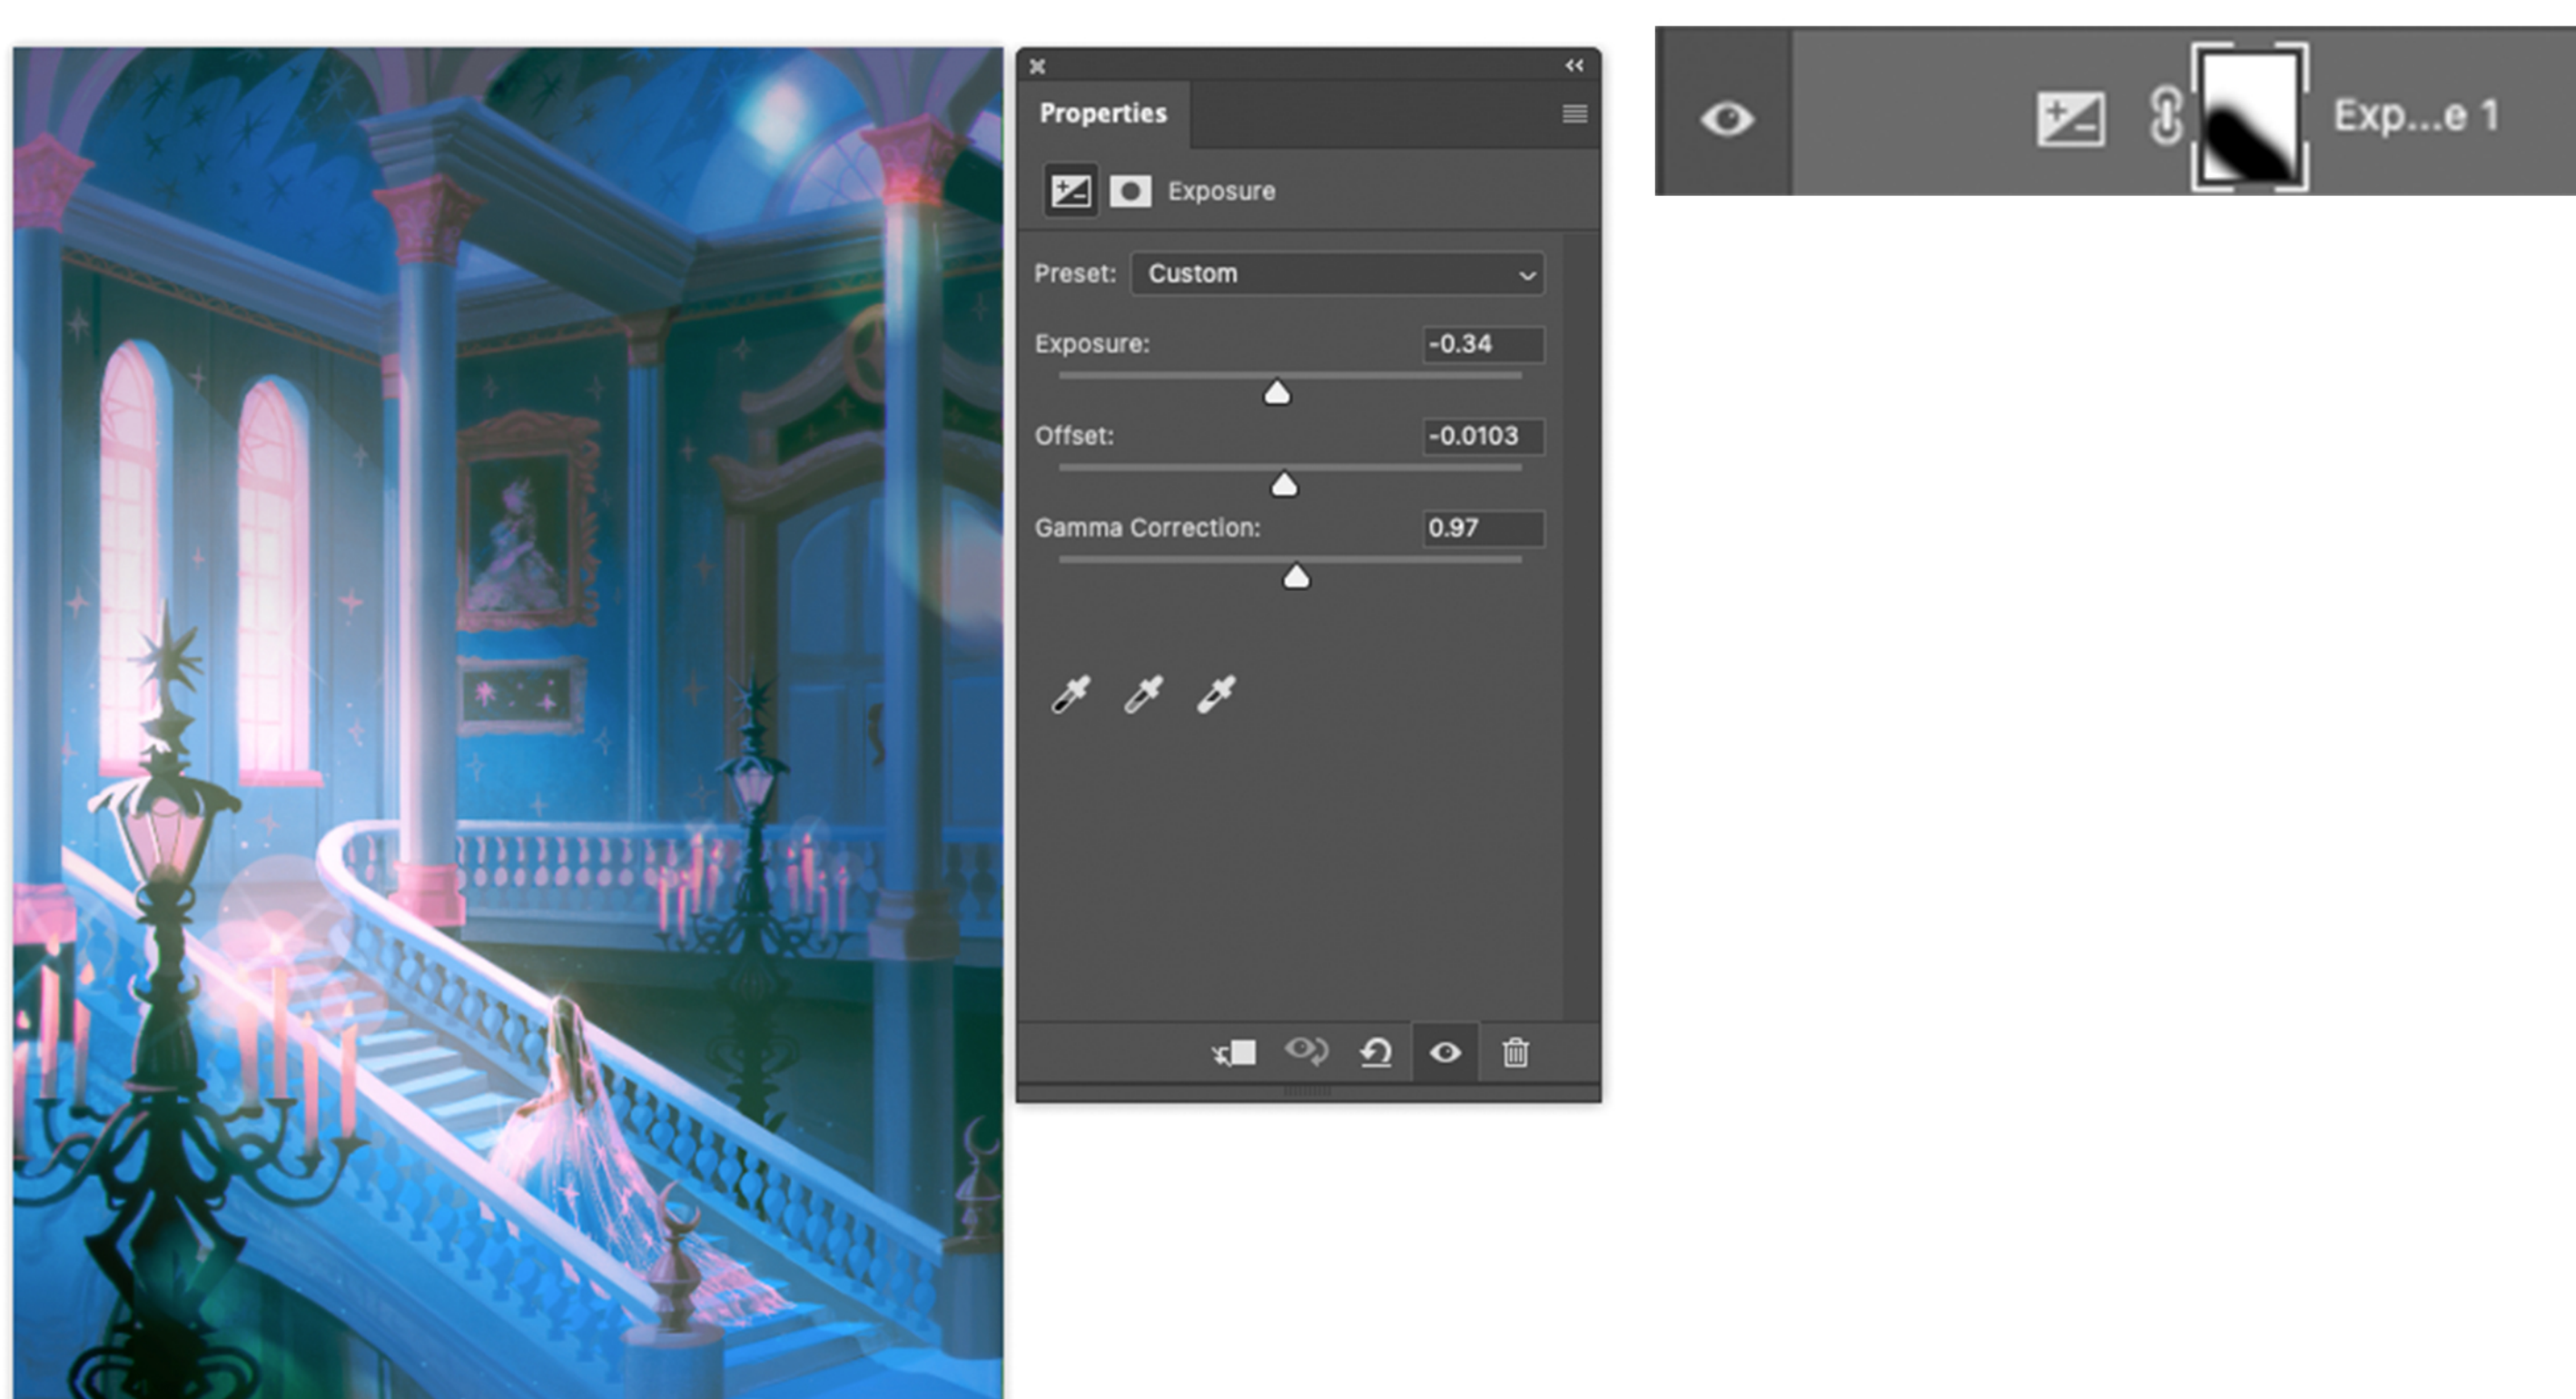 Properties
Exposure
Preset: Custom
Exposure: -0.34
Offset: -0.0103
Gamma Correction: 0.97
Exp...e 1